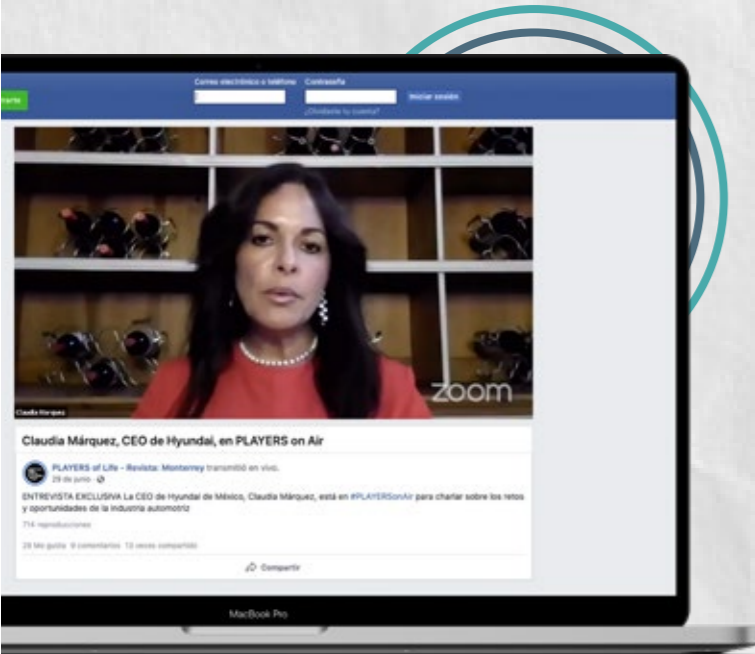 Correo electrónico o teléfono Contraseña
Iniciar sesión
¿Olvidaste tu cuenta?
zoom
Claudia Márquez
Claudia Márquez, CEO de Hyundai, en PLAYERS on Air
PLAYERS of Life - Revista: Monterrey transmitió en vivo.
29 de junio ·
ENTREVISTA EXCLUSIVA La CEO de Hyundai de México, Claudia Márquez, está en #PLAYERSonAir para charlar sobre los retos
y oportunidades de la industria automotriz
714 reproducciones
28 Me gusta 9 comentarios 13 veces compartido
Compartir
MacBook Pro